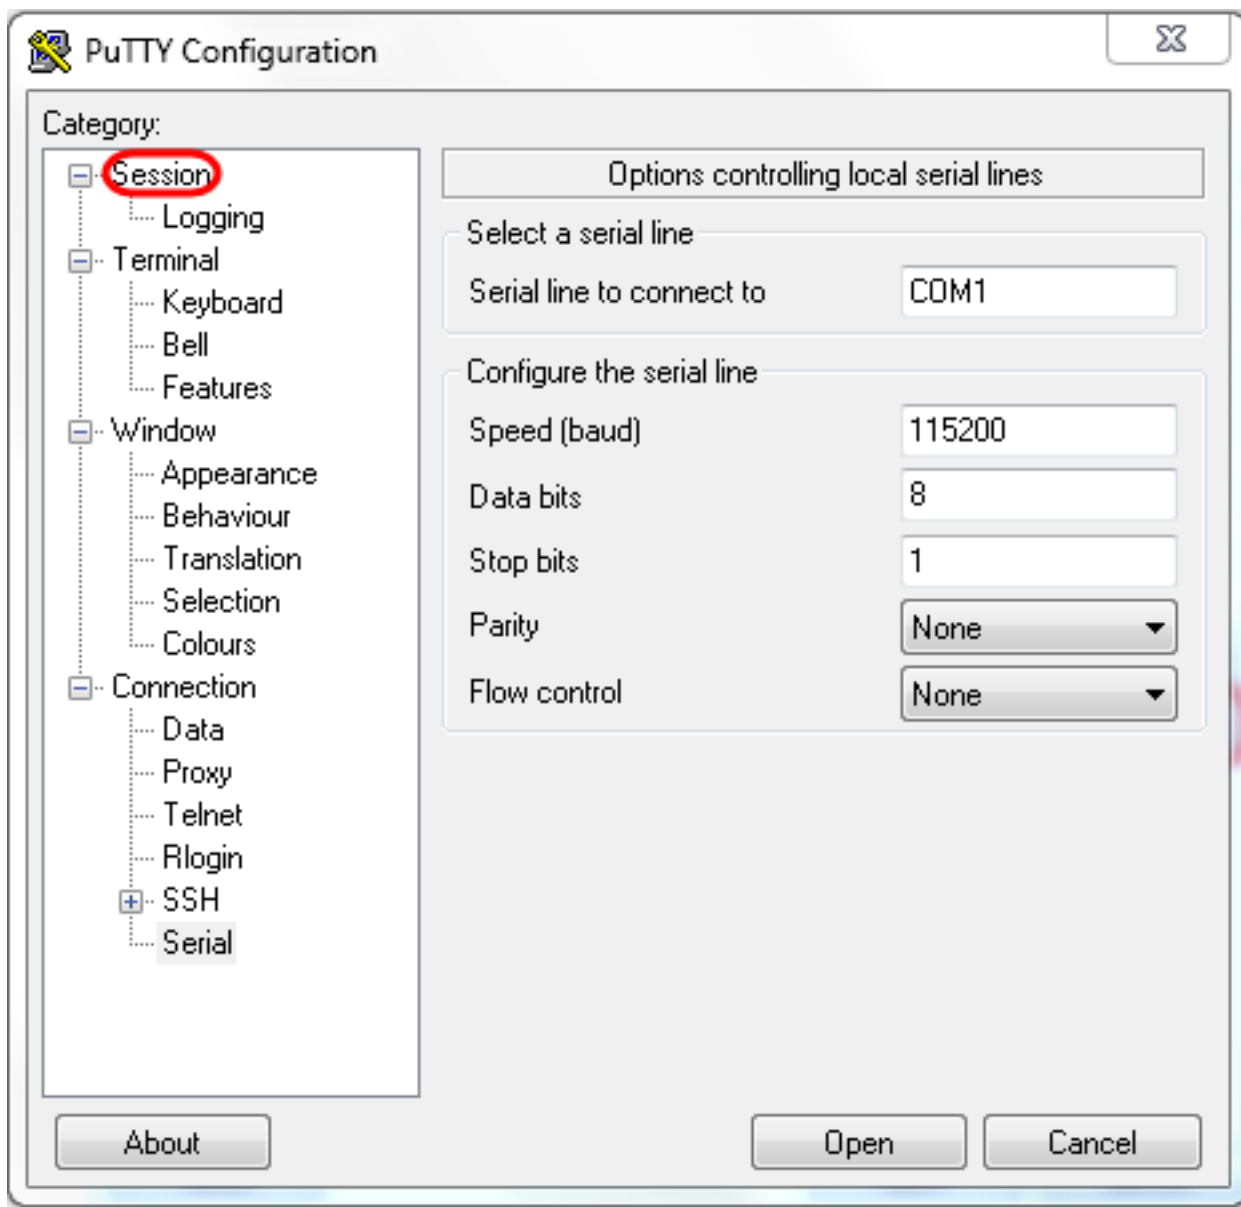 PuTTY Configuration
Category:
Session
Logging
Terminal
Keyboard
Bell
Features
Window
Appearance
Behaviour
Translation
Selection
Colours
Connection
Data
Proxy
Telnet
Rlogin
SSH
Serial
Options controlling local serial lines
Select a serial line
Serial line to connect to COM1
Configure the serial line
Speed (baud) 115200
Data bits 8
Stop bits 1
Parity None
Flow control None
About Open Cancel